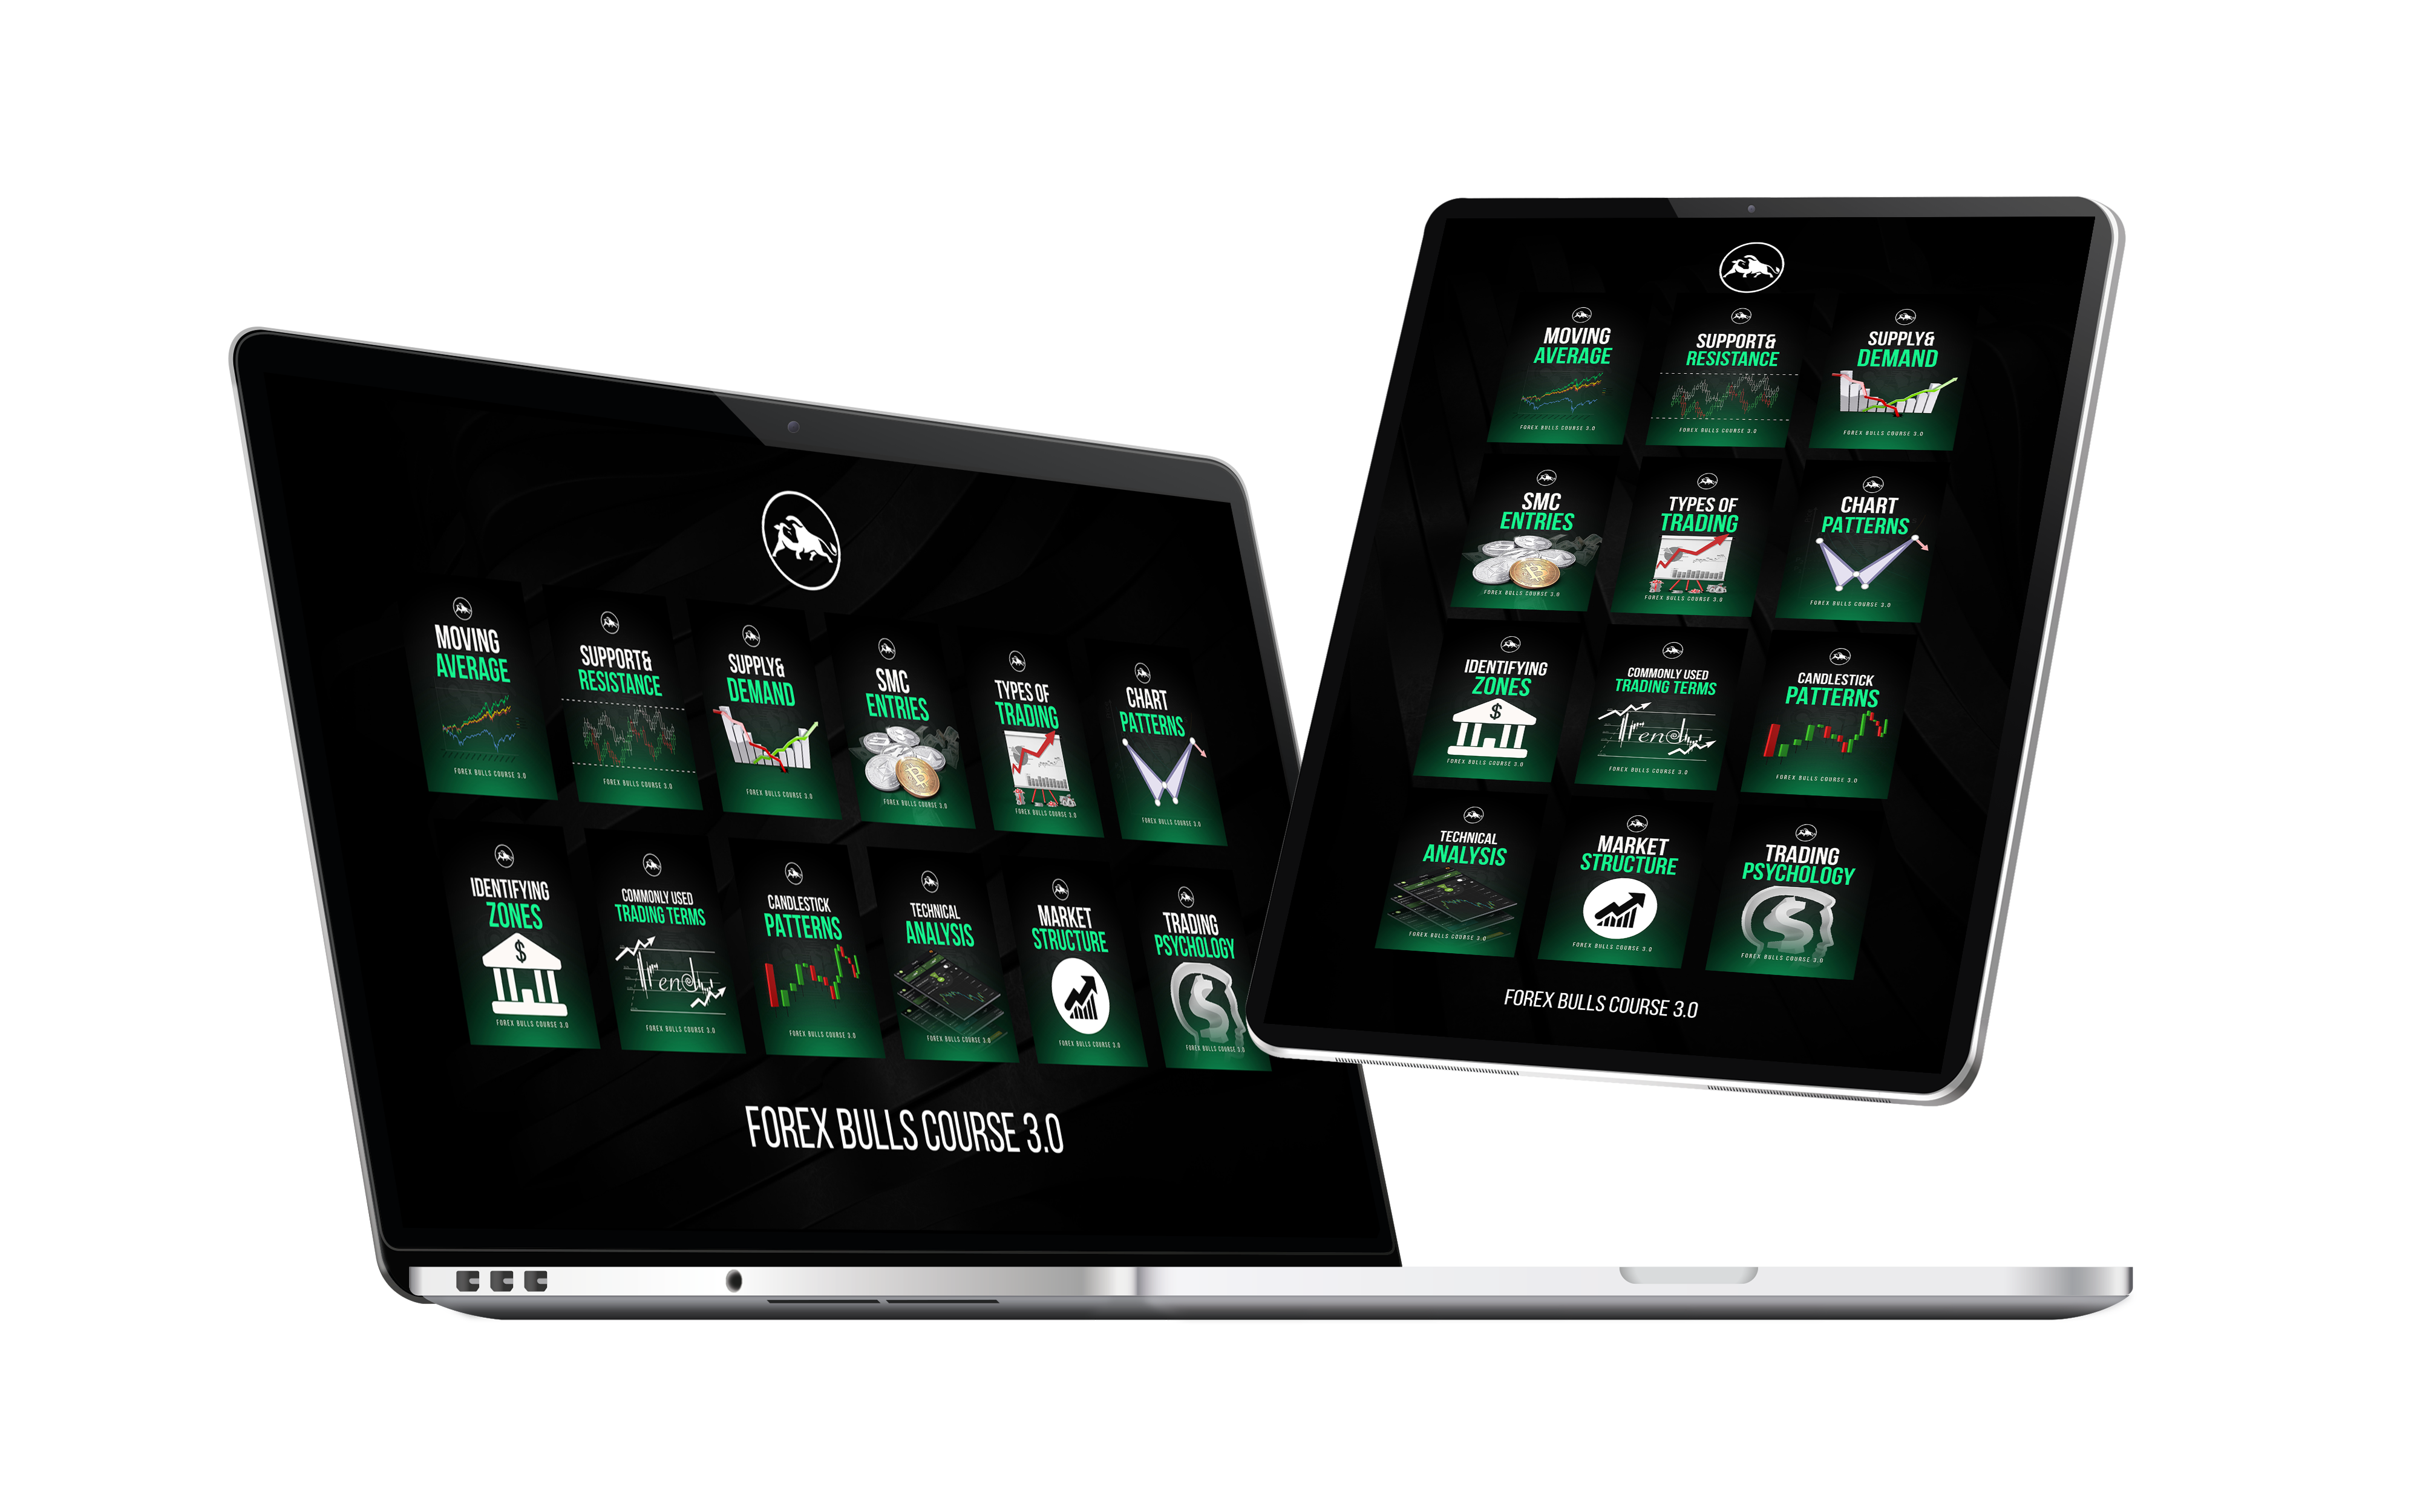 MOVING
AVERAGE
FOREX BULLS COURSE 3.0
SUPPORT&
RESISTANCE
FOREX BULLS COURSE 3.0
SUPPLY&
DEMAND
FOREX BULLS COURSE 3.0
SMC
ENTRIES
FOREX BULLS COURSE 3.0
TYPES OF
TRADING
FOREX BULLS COURSE 3.0
CHART
PATTERNS
FOREX BULLS COURSE 3.0
IDENTIFYING
ZONES
$
FOREX BULLS COURSE 3.0
COMMONLY USED
TRADING TERMS
Trend
FOREX BULLS COURSE 3.0
CANDLESTICK
PATTERNS
FOREX BULLS COURSE 3.0
TECHNICAL
ANALYSIS
FOREX BULLS COURSE 3.0
MARKET
STRUCTURE
FOREX BULLS COURSE 3.0
TRADING
PSYCHOLOGY
FOREX BULLS COURSE 3.0
FOREX BULLS COURSE 3.0
MOVING
AVERAGE
FOREX BULLS COURSE 3.0
SUPPORT&
RESISTANCE
FOREX BULLS COURSE 3.0
SUPPLY&
DEMAND
FOREX BULLS COURSE 3.0
SMC
ENTRIES
FOREX BULLS COURSE 3.0
TYPES OF
TRADING
FOREX BULLS COURSE 3.0
CHART
PATTERNS
FOREX BULLS COURSE 3.0
IDENTIFYING
ZONES
$
FOREX BULLS COURSE 3.0
COMMONLY USED
TRADING TERMS
Trend
FOREX BULLS COURSE 3.0
CANDLESTICK
PATTERNS
FOREX BULLS COURSE 3.0
TECHNICAL
ANALYSIS
FOREX BULLS COURSE 3.0
MARKET
STRUCTURE
FOREX BULLS COURSE 3.0
TRADING
PSYCHOLOGY
FOREX BULLS COURSE 3.0
FOREX BULLS COURSE 3.0